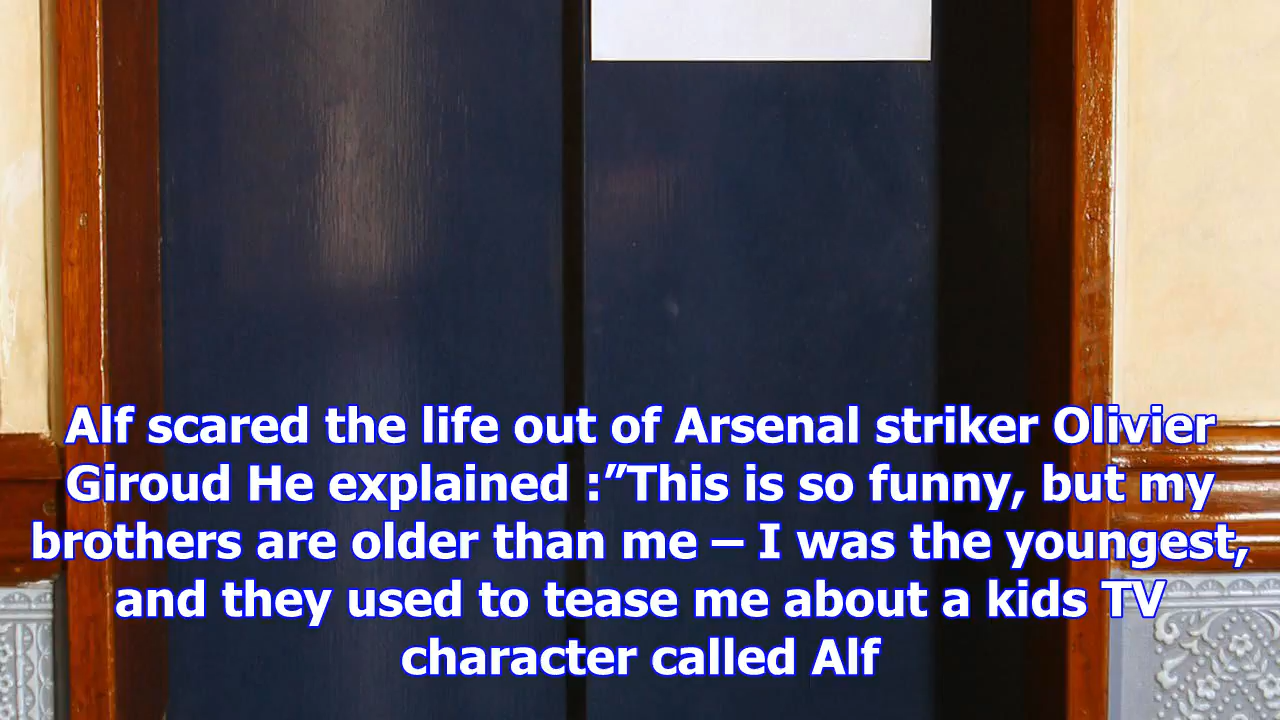 Alf scared the life out of Arsenal striker Olivier
Giroud He explained :”This is so funny, but my
brothers are older than me – I was the youngest,
and they used to tease me about a kids TV
character called Alf